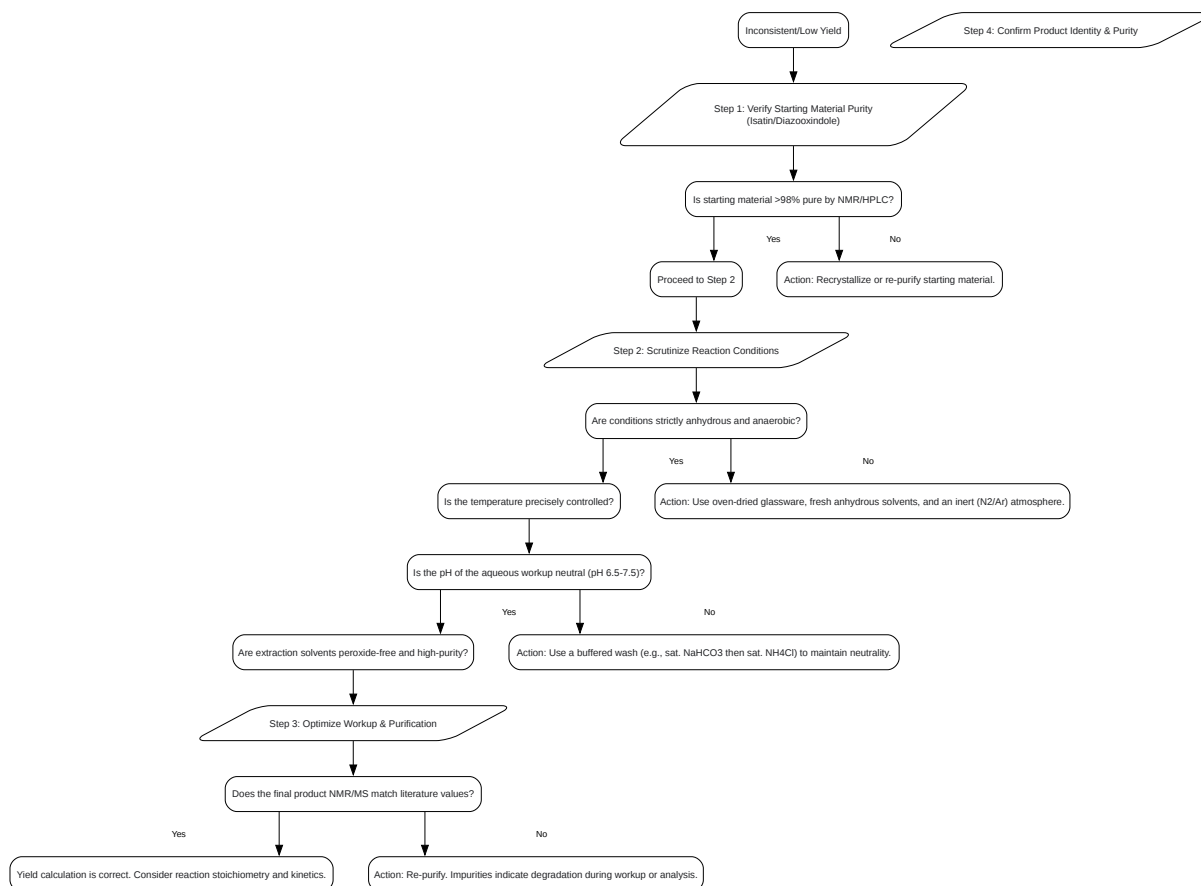 Inconsistent/Low Yield
Step 4: Confirm Product Identity & Purity
Step 1: Verify Starting Material Purity
(Isatin/Diazooxindole)
Is starting material >98% pure by NMR/HPLC?
Yes
No
Proceed to Step 2
Action: Recrystallize or re-purify starting material.
Step 2: Scrutinize Reaction Conditions
Are conditions strictly anhydrous and anaerobic?
Yes
No
Is the temperature precisely controlled?
Action: Use oven-dried glassware, fresh anhydrous solvents, and an inert (N2/Ar) atmosphere.
Is the pH of the aqueous workup neutral (pH 6.5-7.5)?
Yes
No
Are extraction solvents peroxide-free and high-purity?
Action: Use a buffered wash (e.g., sat. NaHCO3 then sat. NH4Cl) to maintain neutrality.
Step 3: Optimize Workup & Purification
Does the final product NMR/MS match literature values?
Yes
No
Yield calculation is correct. Consider reaction stoichiometry and kinetics.
Action: Re-purify. Impurities indicate degradation during workup or analysis.